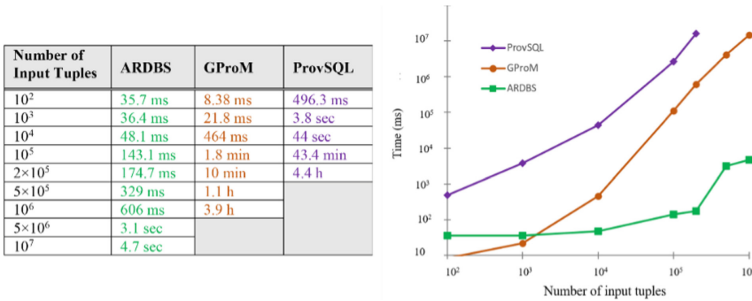 Number of
Input Tuples ARDBS GProM ProvSQL
10² 35.7 ms 8.38 ms 496.3 ms
10³ 36.4 ms 21.8 ms 3.8 sec
10⁴ 48.1 ms 464 ms 44 sec
10⁵ 143.1 ms 1.8 min 43.4 min
2×10⁵ 174.7 ms 10 min 4.4 h
5×10⁵ 329 ms 1.1 h
10⁶ 606 ms 3.9 h
5×10⁶ 3.1 sec
10⁷ 4.7 sec
10⁷
10⁶
10⁵
10⁴
10³
10²
10
Time (ms)
ProvSQL
GProM
ARDBS
10² 10³ 10⁴ 10⁵ 10
Number of input tuples